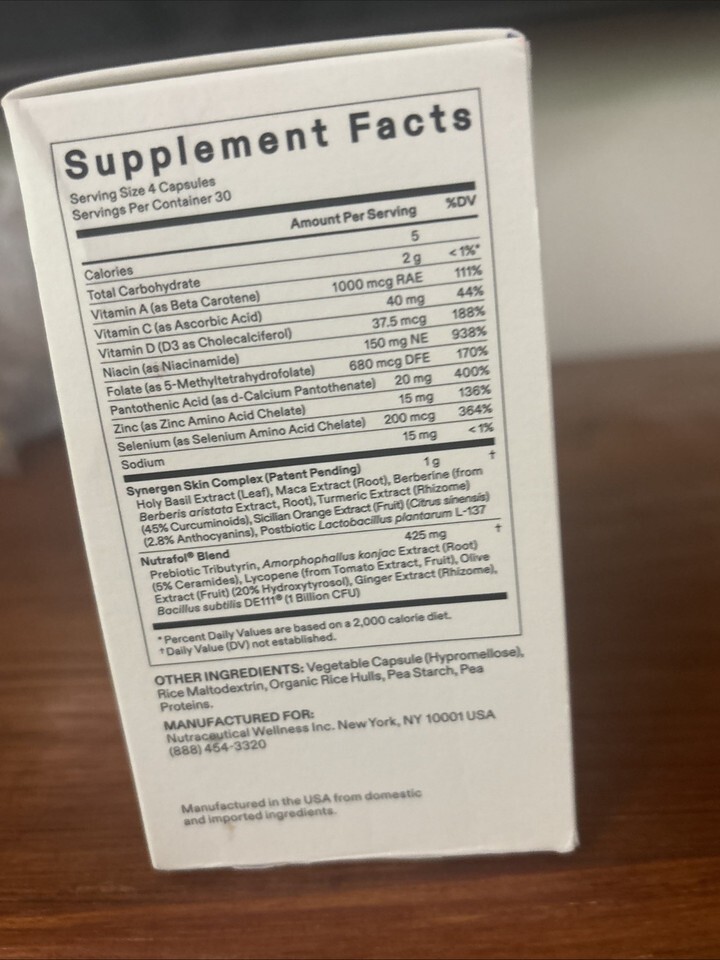 Supplement Facts
Serving Size 4 Capsules
Servings Per Container 30
Amount Per Serving %DV
Calories 5
Total Carbohydrate 2 g <1%*
Vitamin A (as Beta Carotene) 1000 mcg RAE 111%
Vitamin C (as Ascorbic Acid) 40 mg 44%
Vitamin D (D3 as Cholecalciferol) 37.5 mcg 188%
Niacin (as Niacinamide) 150 mg NE 938%
Folate (as 5-Methyltetrahydrofolate) 680 mcg DFE 170%
Pantothenic Acid (as d-Calcium Pantothenate) 20 mg 400%
Zinc (as Zinc Amino Acid Chelate) 15 mg 136%
Selenium (as Selenium Amino Acid Chelate) 200 mcg 364%
Sodium 15 mg <1%
Synergen Skin Complex (Patent Pending) 1 g †
Holy Basil Extract (Leaf), Maca Extract (Root), Berberine (from
Berberis aristata Extract, Root), Turmeric Extract (Rhizome)
(45% Curcuminoids), Sicilian Orange Extract (Fruit) (Citrus sinensis)
(2.8% Anthocyanins), Postbiotic Lactobacillus plantarum L-137
Nutrafol® Blend 425 mg †
Prebiotic Tributyrin, Amorphophallus konjac Extract (Root)
(5% Ceramides), Lycopene (from Tomato Extract, Fruit), Olive
Extract (Fruit) (20% Hydroxytyrosol), Ginger Extract (Rhizome),
Bacillus subtilis DE111® (1 Billion CFU)
*Percent Daily Values are based on a 2,000 calorie diet.
†Daily Value (DV) not established.
OTHER INGREDIENTS: Vegetable Capsule (Hypromellose),
Rice Maltodextrin, Organic Rice Hulls, Pea Starch, Pea
Proteins.
MANUFACTURED FOR:
Nutraceutical Wellness Inc. New York, NY 10001 USA
(888) 454-3320
Manufactured in the USA from domestic
and imported ingredients.